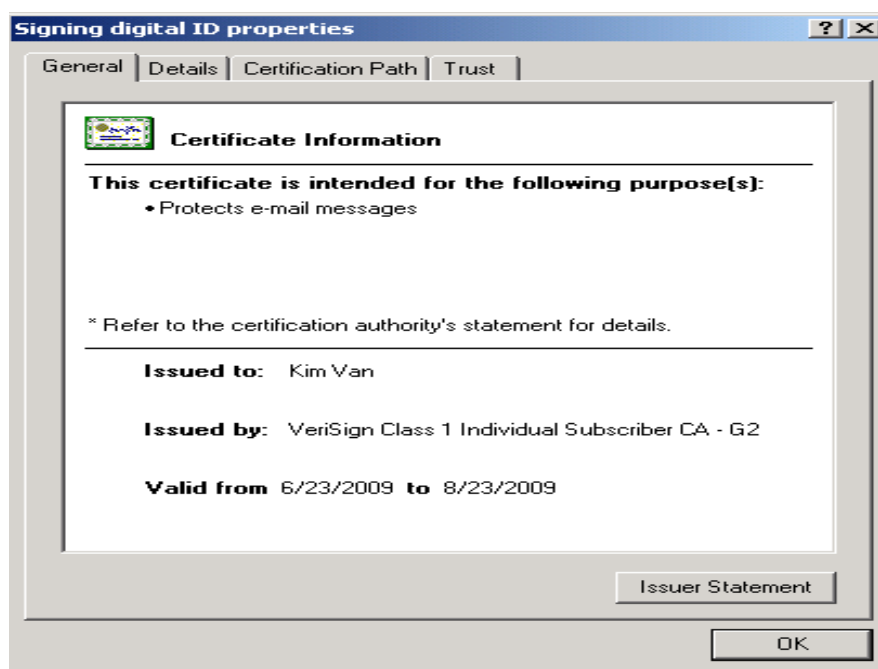 Signing digital ID properties
General Details Certification Path Trust
Certificate Information
This certificate is intended for the following purpose(s):
• Protects e-mail messages
* Refer to the certification authority's statement for details.
Issued to: Kim Van
Issued by: VeriSign Class 1 Individual Subscriber CA - G2
Valid from 6/23/2009 to 8/23/2009
Issuer Statement
OK